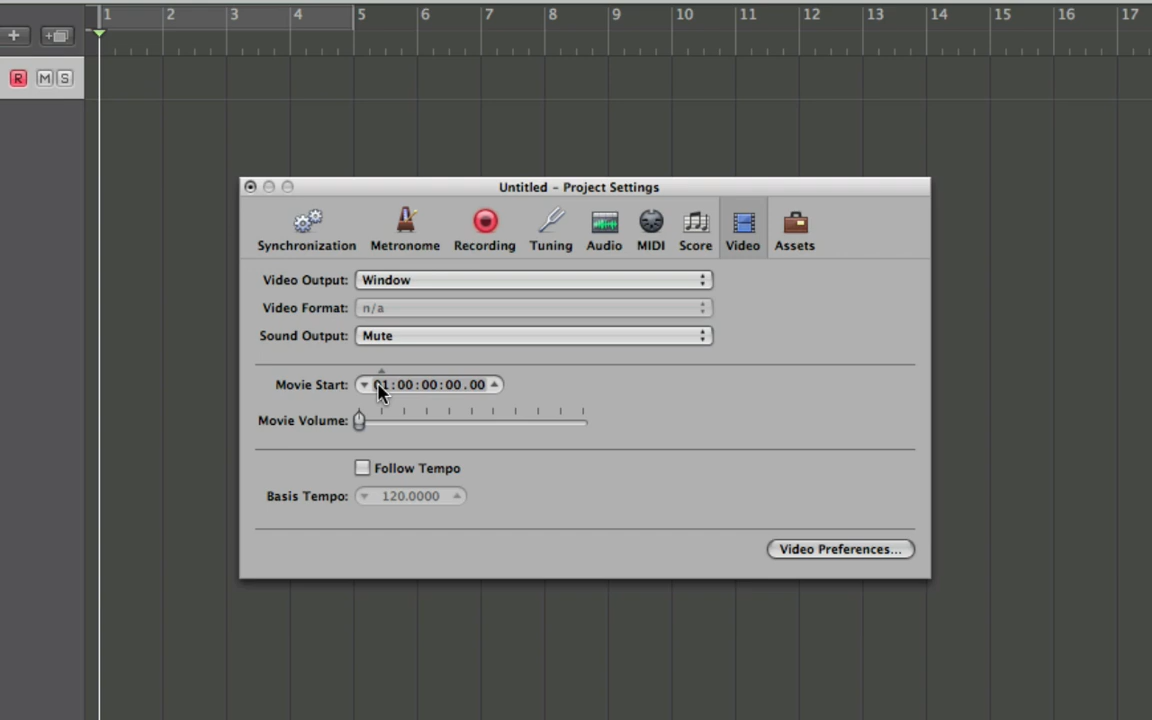 1 2 3 4 5 6 7 8 9 10 11 12 13 14 15 16 17
+ +
R M S
Untitled - Project Settings
Synchronization Metronome Recording Tuning Audio MIDI Score Video Assets
Video Output: Window
Video Format: n/a
Sound Output: Mute
Movie Start: 01:00:00:00.00
Movie Volume:
Follow Tempo
Basis Tempo: 120.0000
Video Preferences...